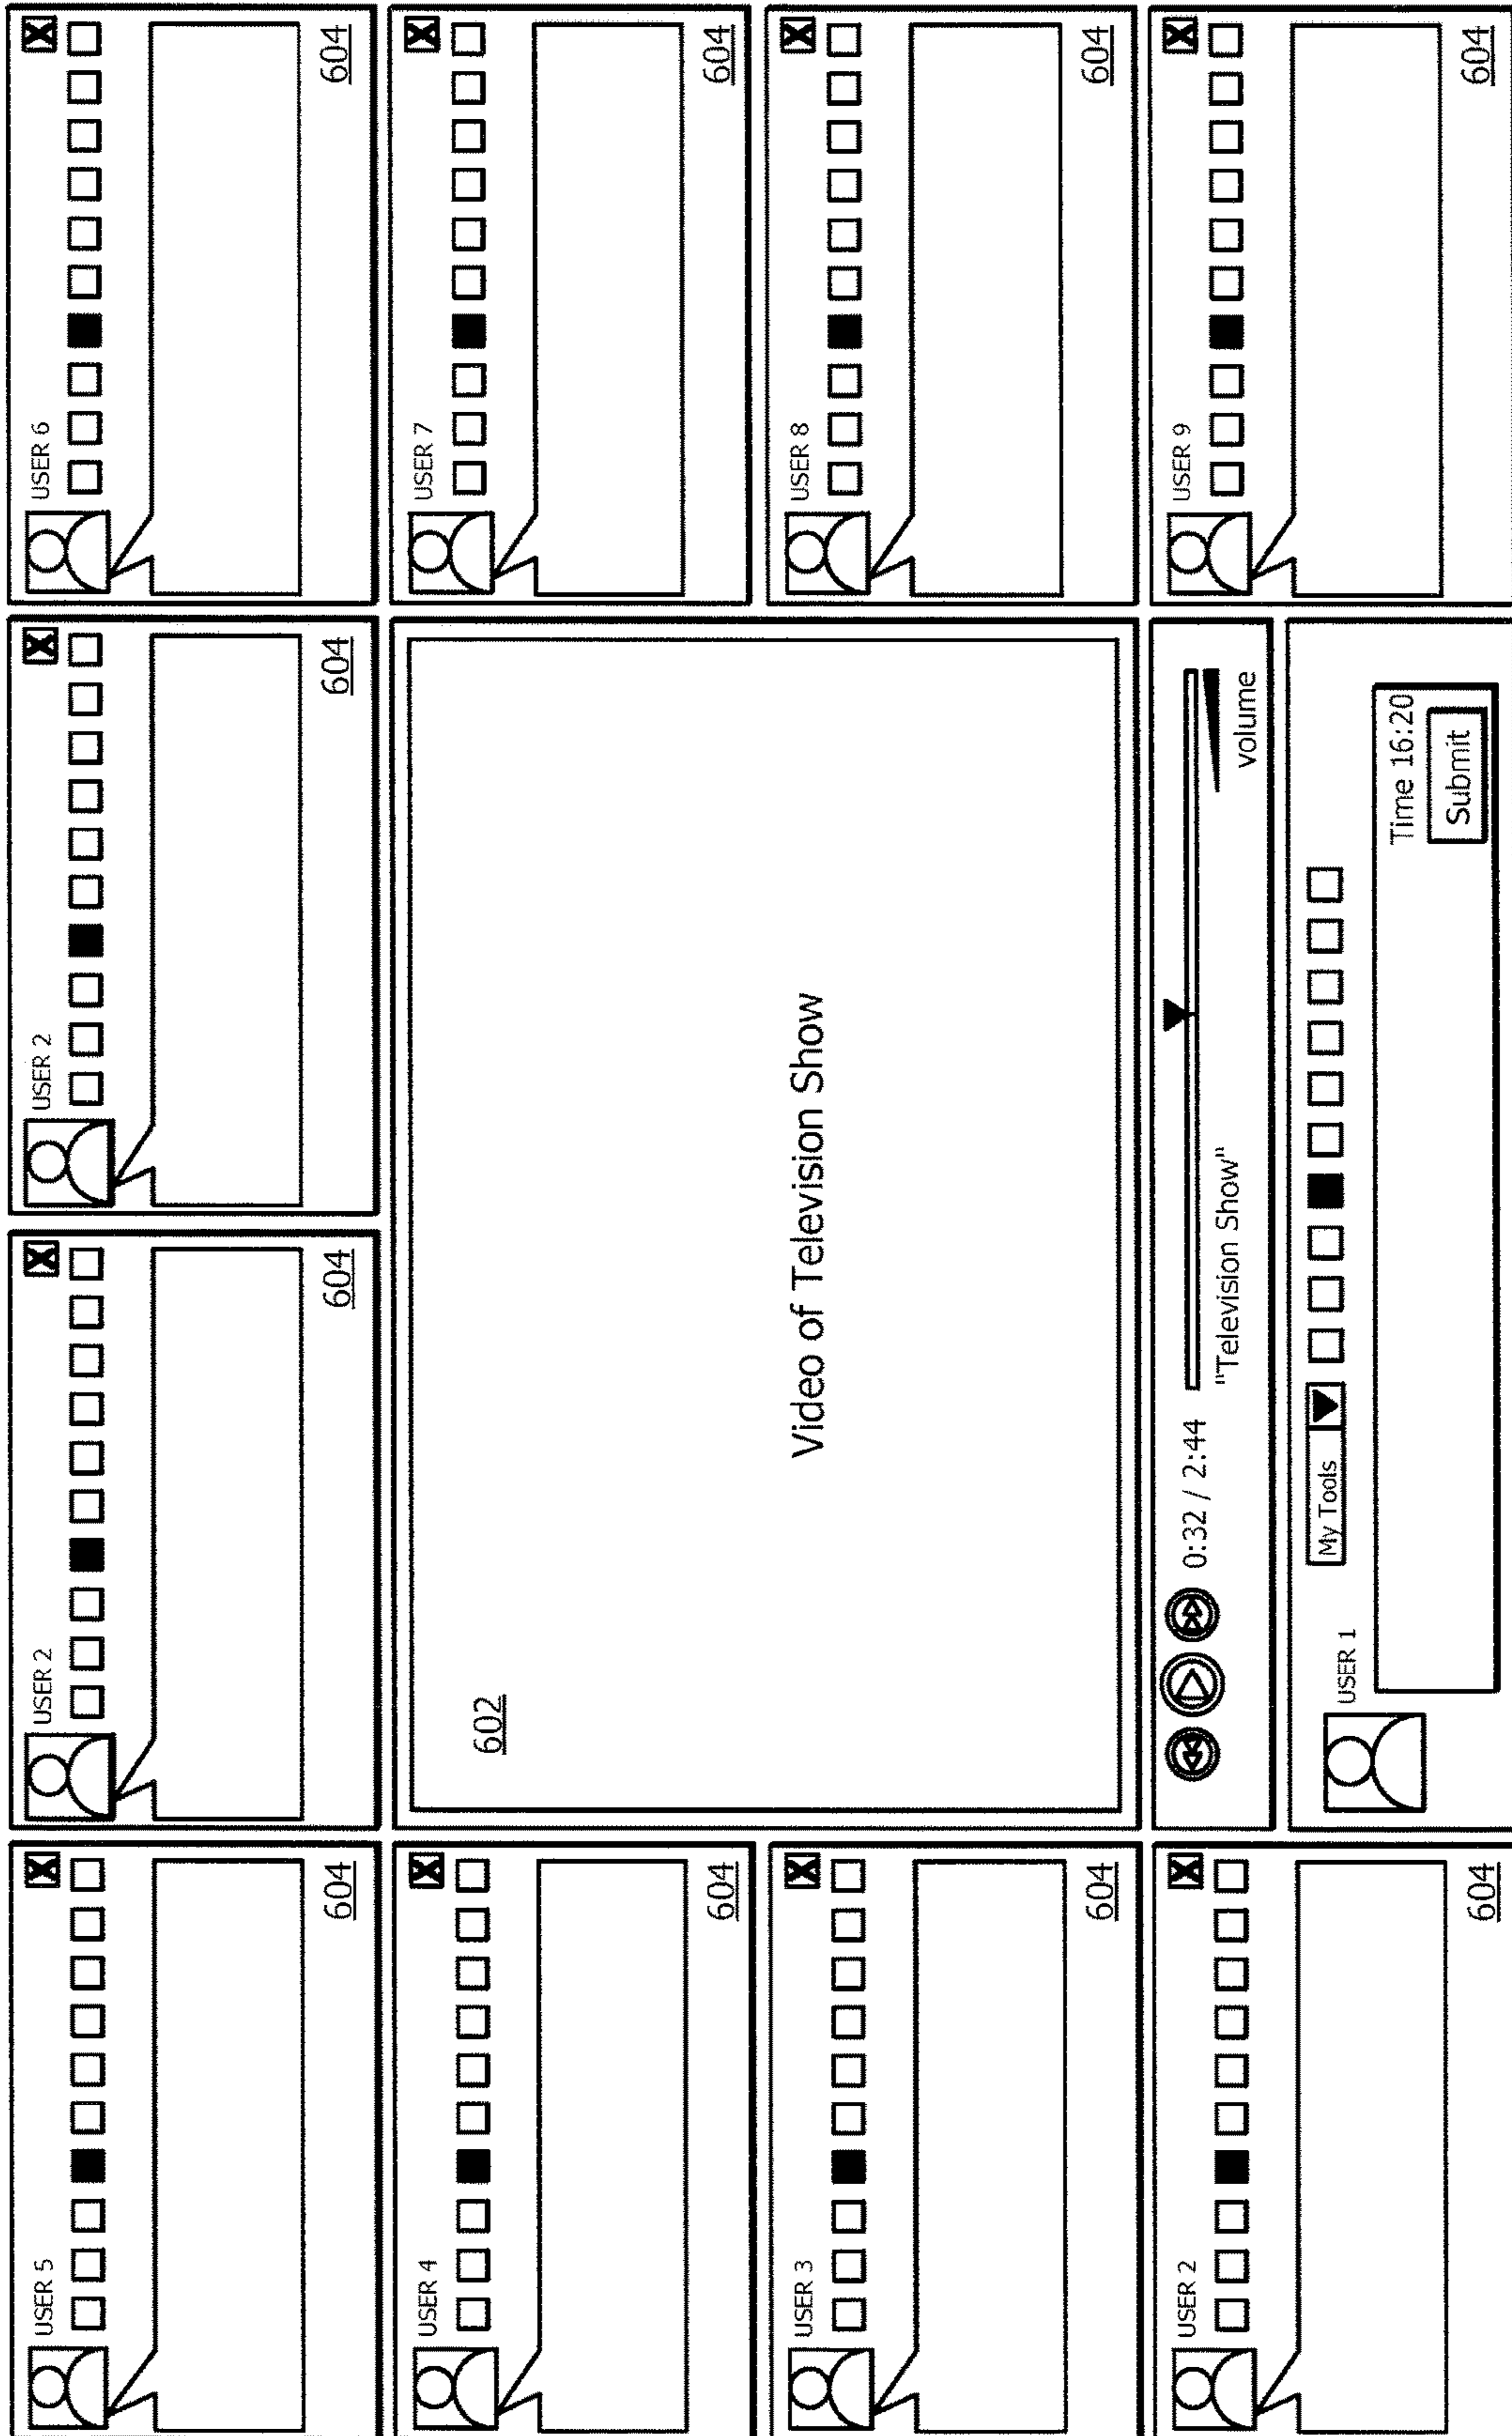 USER 5
X
604
USER 2
X
604
USER 2
X
604
USER 6
X
604
USER 4
X
604
602
Video of Television Show
USER 7
X
604
USER 3
X
604
USER 8
X
604
USER 2
X
604
0:32 / 2:44
"Television Show"
volume
USER 9
X
604
USER 1
My Tools
Time 16:20
Submit